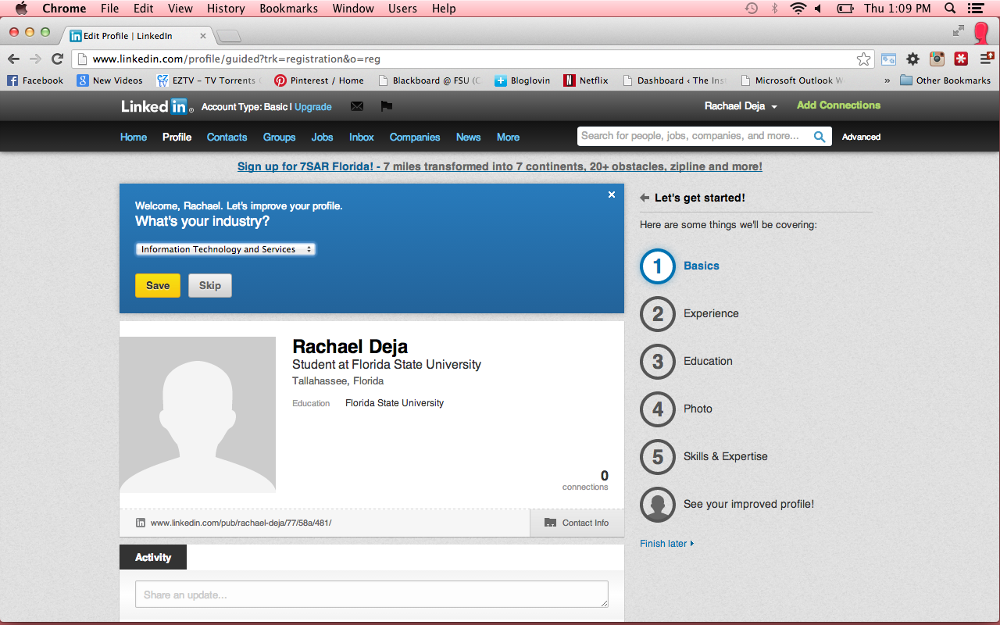 Chrome File Edit View History Bookmarks Window Users Help Thu 1:09 PM
Edit Profile | LinkedIn
www.linkedin.com/profile/guided?trk=registration&o=reg
Facebook New Videos EZTV - TV Torrents Pinterest / Home Blackboard @ FSU (C Bloglovin Netflix Dashboard ‹ The Ins Microsoft Outlook W » Other Bookmarks
Linked in Account Type: Basic | Upgrade Rachael Deja Add Connections
Home Profile Contacts Groups Jobs Inbox Companies News More Search for people, jobs, companies, and more... Advanced
Sign up for 7SAR Florida! - 7 miles transformed into 7 continents, 20+ obstacles, zipline and more!
Welcome, Rachael. Let's improve your profile.
What's your industry?
Information Technology and Services
Save Skip
Rachael Deja
Student at Florida State University
Tallahassee, Florida
Education Florida State University
0
connections
www.linkedin.com/pub/rachael-deja/77/58a/481/ Contact Info
Activity
Share an update...
Let's get started!
Here are some things we'll be covering:
1 Basics
2 Experience
3 Education
4 Photo
5 Skills & Expertise
See your improved profile!
Finish later